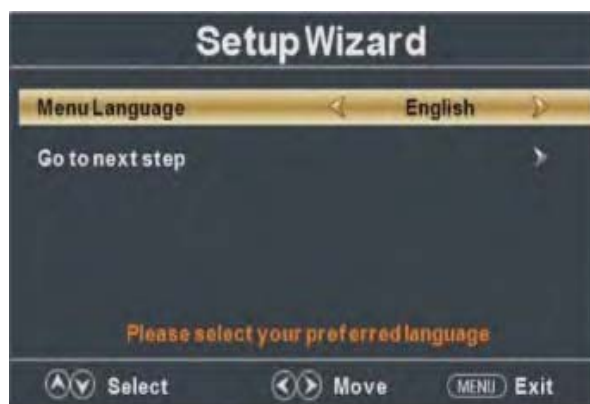 Setup Wizard
Menu Language English
Go to next step
Please select your preferred language
Select Move MENU Exit